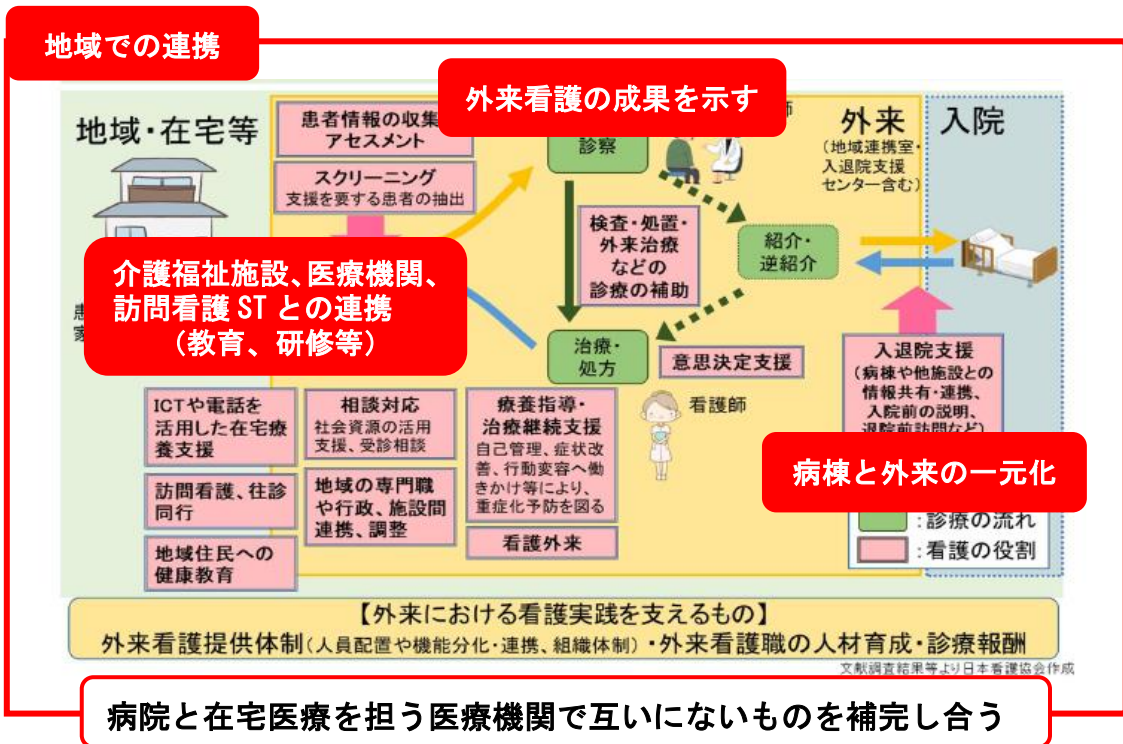 地域での連携
外来看護の成果を示す
地域・在宅等
患者情報の収集
アセスメント
スクリーニング
支援を要する患者の抽出
診察
師
外来
(地域連携室・
入退院支援
センター含む)
入院
検査・処置・
外来治療
などの
診療の補助
紹介・
逆紹介
介護福祉施設、医療機関、
訪問看護 ST との連携
(教育、研修等)
患
家
治療・
処方
意思決定支援
看護師
入退院支援
(病棟や他施設との
情報共有・連携、
入院前の説明、
退院前訪問など)
病棟と外来の一元化
ICTや電話を
活用した在宅療
養支援
訪問看護、往診
同行
地域住民への
健康教育
相談対応
社会資源の活用
支援、受診相談
地域の専門職
や行政、施設間
連携、調整
療養指導・
治療継続支援
自己管理、症状改
善、行動変容へ働
きかけ等により、
重症化予防を図る
看護外来
:診療の流れ
:看護の役割
【外来における看護実践を支えるもの】
外来看護提供体制(人員配置や機能分化・連携、組織体制)・外来看護職の人材育成・診療報酬
文献調査結果等より日本看護協会作成
病院と在宅医療を担う医療機関で互いにないものを補完し合う